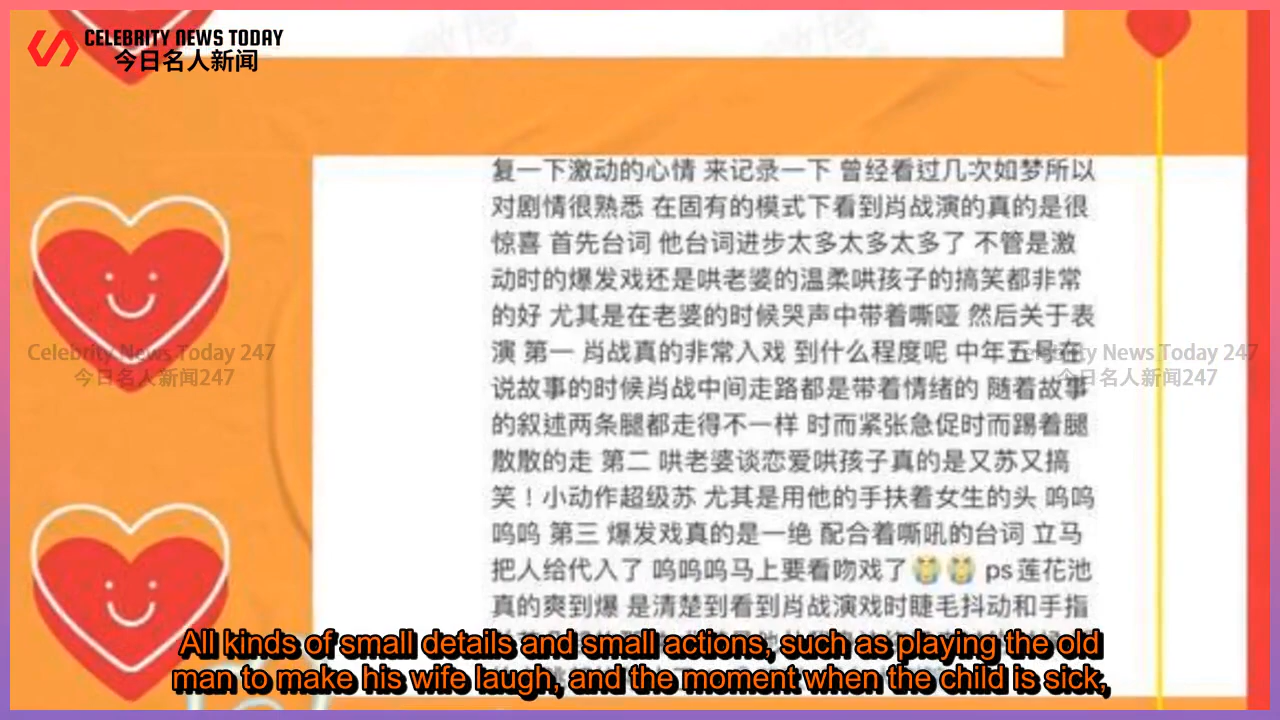 CELEBRITY NEWS TODAY
今日名人新闻
复一下激动的心情 来记录一下 曾经看过几次如梦所以
对剧情很熟悉 在固有的模式下看到肖战演的真的是很
惊喜 首先台词 他台词进步太多太多太多了 不管是激
动时的爆发戏还是哄老婆的温柔哄孩子的搞笑都非常
的好 尤其是在老婆的时候哭声中带着嘶哑 然后关于表
演 第一 肖战真的非常入戏 到什么程度呢 中年五号在
Celebrity News Today 247
今日名人新闻247
Celebrity News Today 247
今日名人新闻247
说故事的时候肖战中间走路都是带着情绪的 随着故事
的叙述两条腿都走得不一样 时而紧张急促时而踢着腿
散散的走 第二 哄老婆谈恋爱哄孩子真的是又苏又搞
笑！小动作超级苏 尤其是用他的手扶着女生的头 呜呜
呜呜 第三 爆发戏真的是一绝 配合着嘶吼的台词 立马
把人给代入了 呜呜呜马上要看吻戏了😭😭 ps莲花池
真的爽到爆 是清楚到看到肖战演戏时睫毛抖动和手指
All kinds of small details and small actions, such as playing the old
man to make his wife laugh, and the moment when the child is sick,